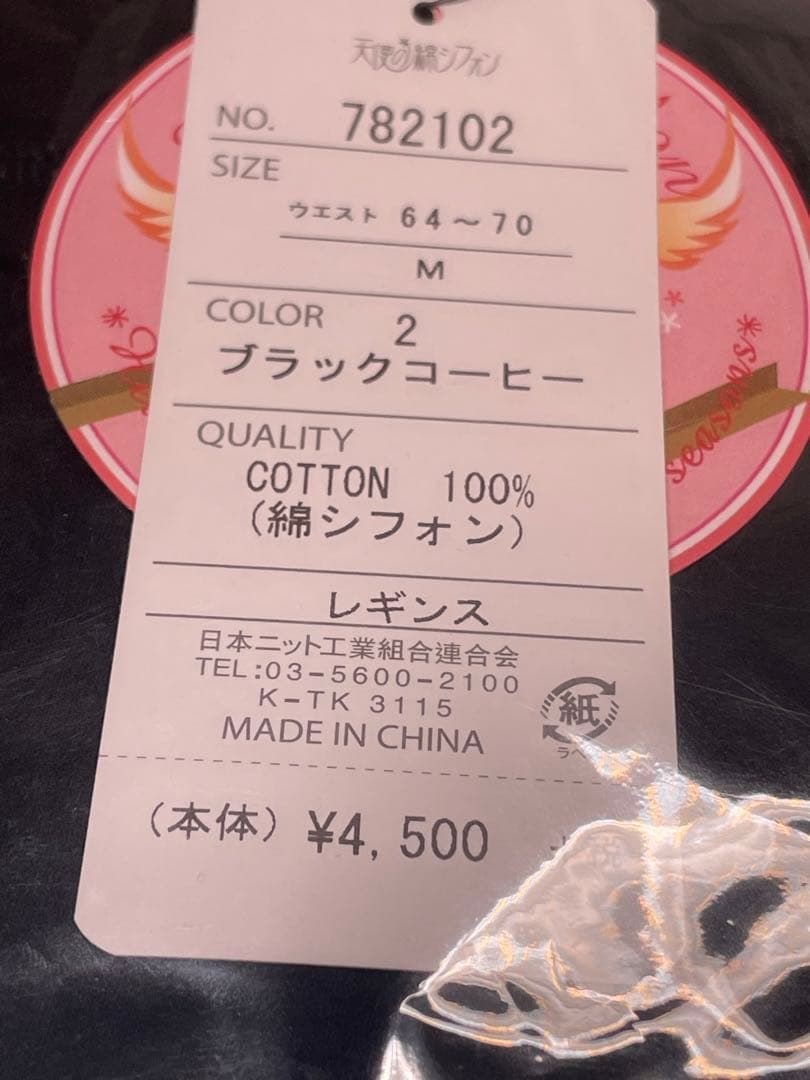 天使の綿シフォン
NO. 782102
SIZE
ウエスト 64～70
M
COLOR 2
ブラックコーヒー
QUALITY
COTTON 100%
(綿シフォン)
レギンス
日本ニット工業組合連合会
TEL:03-5600-2100
K-TK 3115
MADE IN CHINA
紙
(本体) ¥4,500
seasons